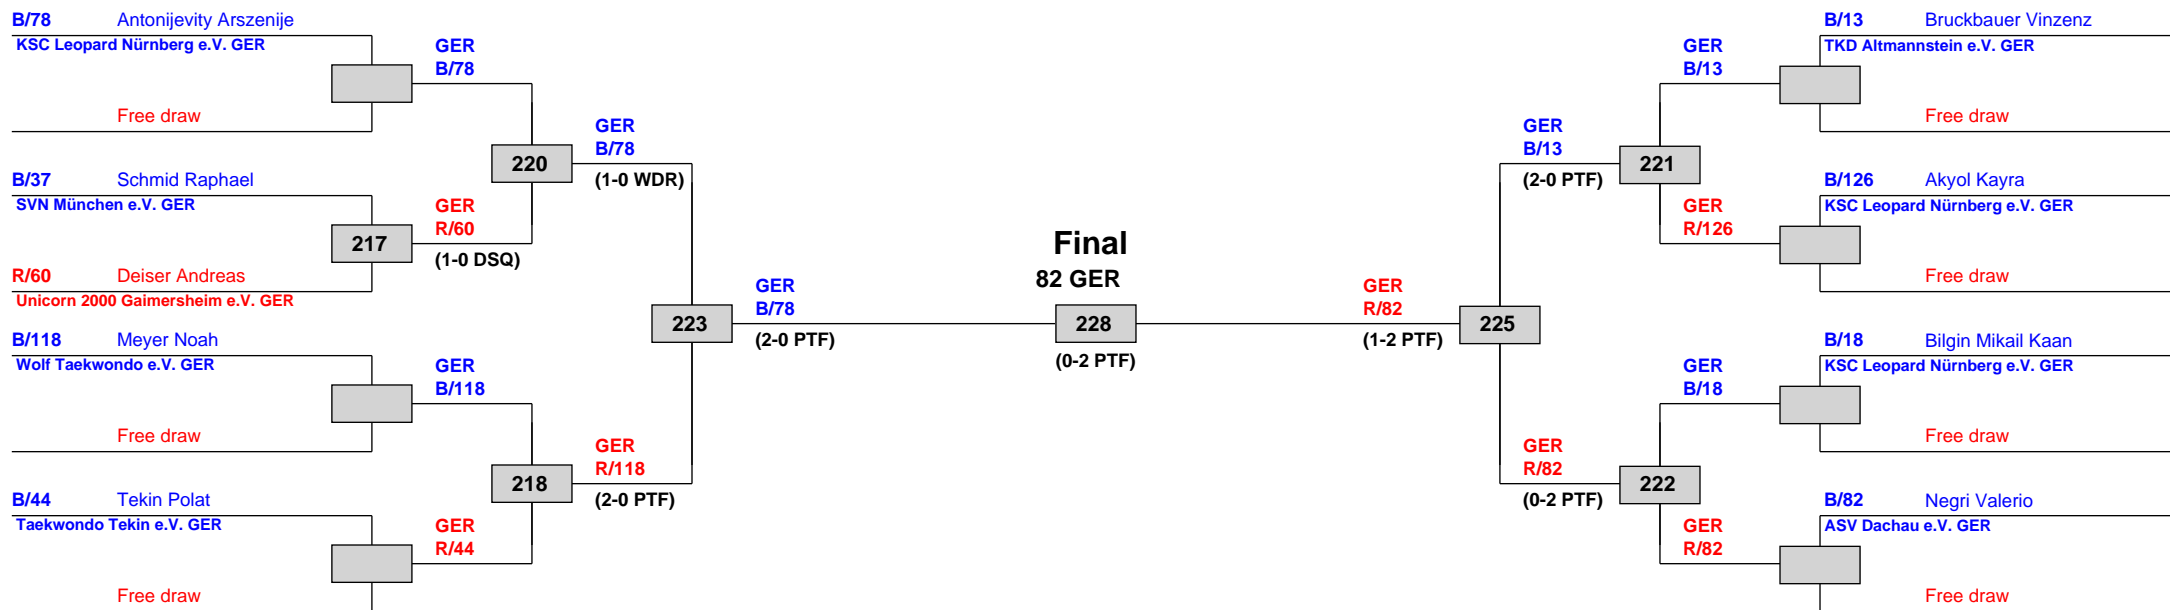 B/78 Antonijevity Arszenije
KSC Leopard Nürnberg e.V. GER
Free draw
GER
B/78
B/37 Schmid Raphael
SVN München e.V. GER
217
R/60 Deiser Andreas
Unicorn 2000 Gaimersheim e.V. GER
GER
R/60
(1-0 DSQ)
220
GER
B/78
(1-0 WDR)
B/118 Meyer Noah
Wolf Taekwondo e.V. GER
Free draw
GER
B/118
B/44 Tekin Polat
Taekwondo Tekin e.V. GER
Free draw
GER
R/44
218
GER
R/118
(2-0 PTF)
223
GER
B/78
(2-0 PTF)
Final
82 GER
228
(0-2 PTF)
GER
R/82
(1-2 PTF)
225
GER
B/13
(2-0 PTF)
221
GER
B/13
B/13 Bruckbauer Vinzenz
TKD Altmannstein e.V. GER
Free draw
GER
R/126
B/126 Akyol Kayra
KSC Leopard Nürnberg e.V. GER
Free draw
GER
R/82
(0-2 PTF)
222
GER
B/18
B/18 Bilgin Mikail Kaan
KSC Leopard Nürnberg e.V. GER
Free draw
GER
R/82
B/82 Negri Valerio
ASV Dachau e.V. GER
Free draw